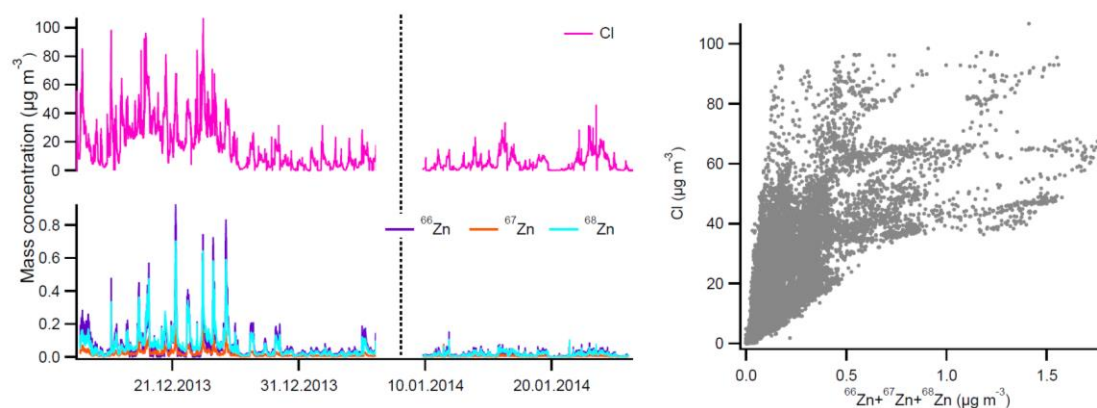 100
80
60
40
20
0
Cl
Mass concentration (µg m⁻³)
0.8
0.6
0.4
0.2
0.0
⁶⁶Zn ⁶⁷Zn ⁶⁸Zn
21.12.2013 31.12.2013 10.01.2014 20.01.2014
100
80
60
40
20
0
Cl (µg m⁻³)
0.0 0.5 1.0 1.5
⁶⁶Zn+⁶⁷Zn+⁶⁸Zn (µg m⁻³)